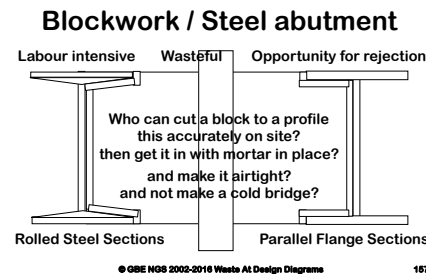 Blockwork / Steel abutment
Labour intensive Wasteful Opportunity for rejection
Who can cut a block to a profile
this accurately on site?
then get it in with mortar in place?
and make it airtight?
and not make a cold bridge?
Rolled Steel Sections Parallel Flange Sections
© GBE NGS 2002-2016 Waste At Design Diagrams 157